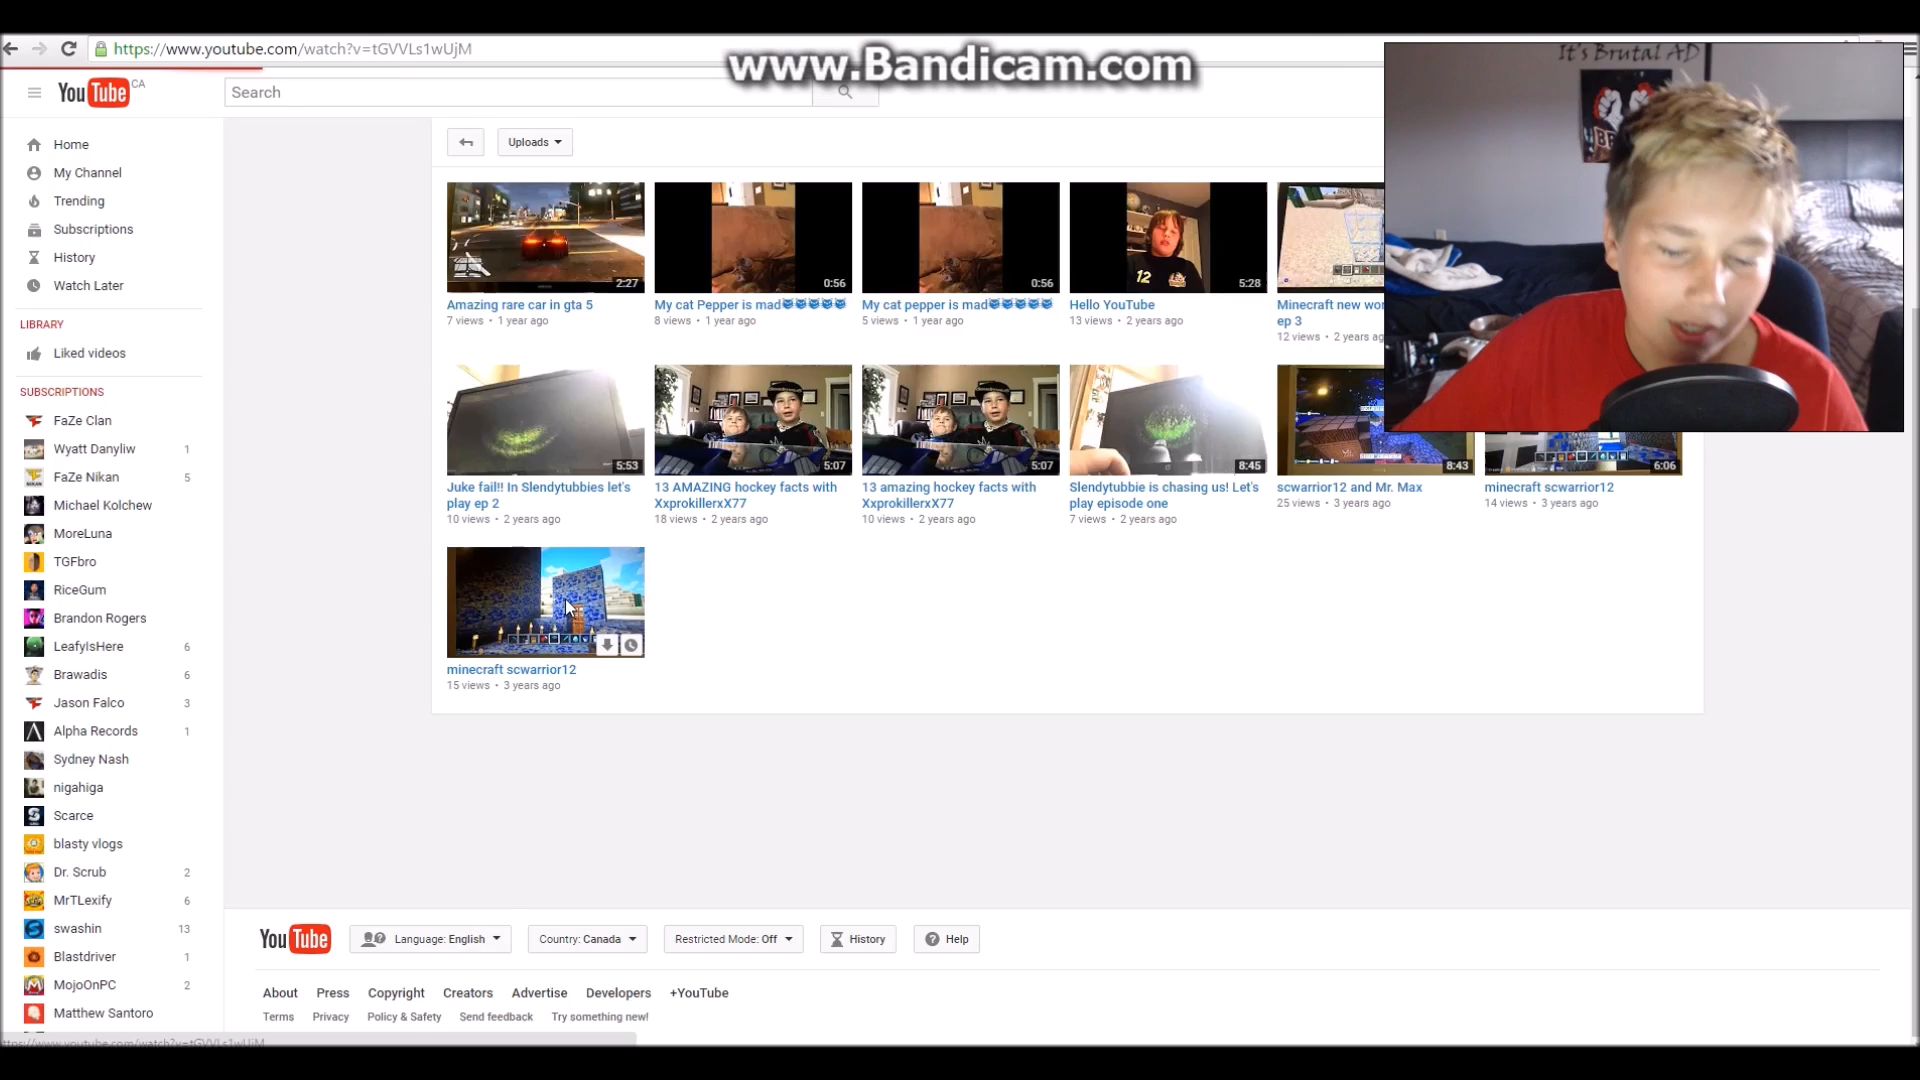 https://www.youtube.com/watch?v=tGVVLs1wUjM
www.Bandicam.com
It's Brutal AD
YouTube CA
Search
Home
My Channel
Trending
Subscriptions
History
Watch Later
LIBRARY
Liked videos
SUBSCRIPTIONS
FaZe Clan
Wyatt Danyliw 1
FaZe Nikan 5
Michael Kolchew
MoreLuna
TGFbro
RiceGum
Brandon Rogers
LeafyIsHere 6
Brawadis 6
Jason Falco 3
Alpha Records 1
Sydney Nash
nigahiga
Scarce
blasty vlogs
Dr. Scrub 2
MrTLexify 6
swashin 13
Blastdriver 1
MojoOnPC 2
Matthew Santoro
Uploads
2:27
Amazing rare car in gta 5
7 views • 1 year ago
0:56
My cat Pepper is mad😿😿😿😿😿
8 views • 1 year ago
0:56
My cat pepper is mad😿😿😿😿😿
5 views • 1 year ago
12
5:28
Hello YouTube
13 views • 2 years ago
Minecraft new wor
ep 3
12 views • 2 years ag
5:53
Juke fail!! In Slendytubbies let's
play ep 2
10 views • 2 years ago
5:07
13 AMAZING hockey facts with
XxprokillerxX77
18 views • 2 years ago
5:07
13 amazing hockey facts with
XxprokillerxX77
10 views • 2 years ago
8:45
Slendytubbie is chasing us! Let's
play episode one
7 views • 2 years ago
8:43
scwarrior12 and Mr. Max
25 views • 3 years ago
6:06
minecraft scwarrior12
14 views • 3 years ago
minecraft scwarrior12
15 views • 3 years ago
YouTube
Language: English
Country: Canada
Restricted Mode: Off
History
Help
About Press Copyright Creators Advertise Developers +YouTube
Terms Privacy Policy & Safety Send feedback Try something new!
https://www.youtube.com/watch?v=tGVVLs1wUjM